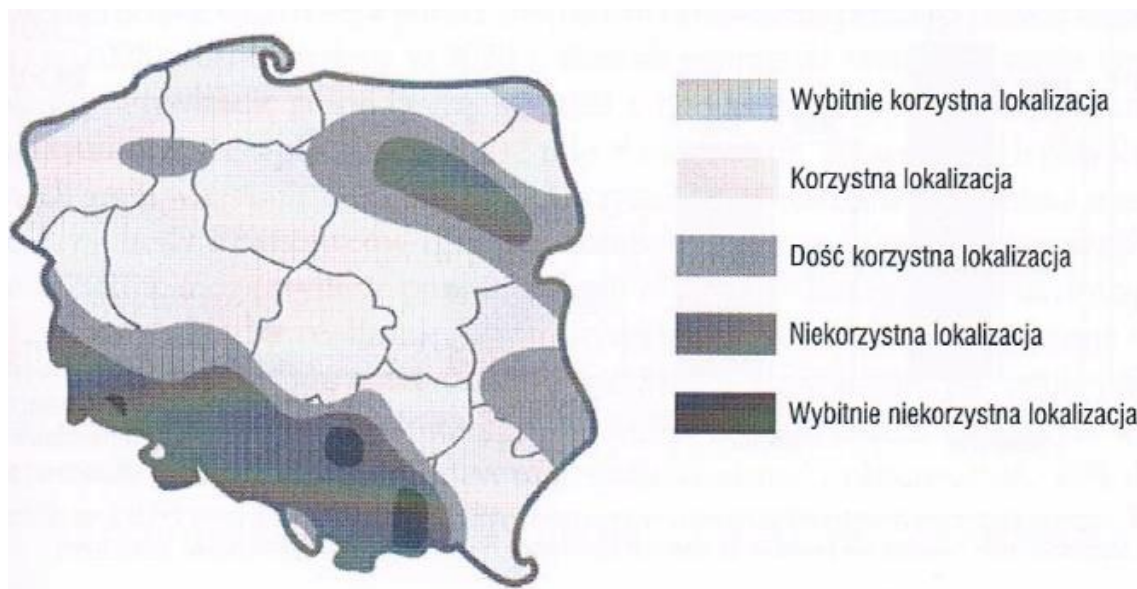 Wybitnie korzystna lokalizacja
Korzystna lokalizacja
Dość korzystna lokalizacja
Niekorzystna lokalizacja
Wybitnie niekorzystna lokalizacja